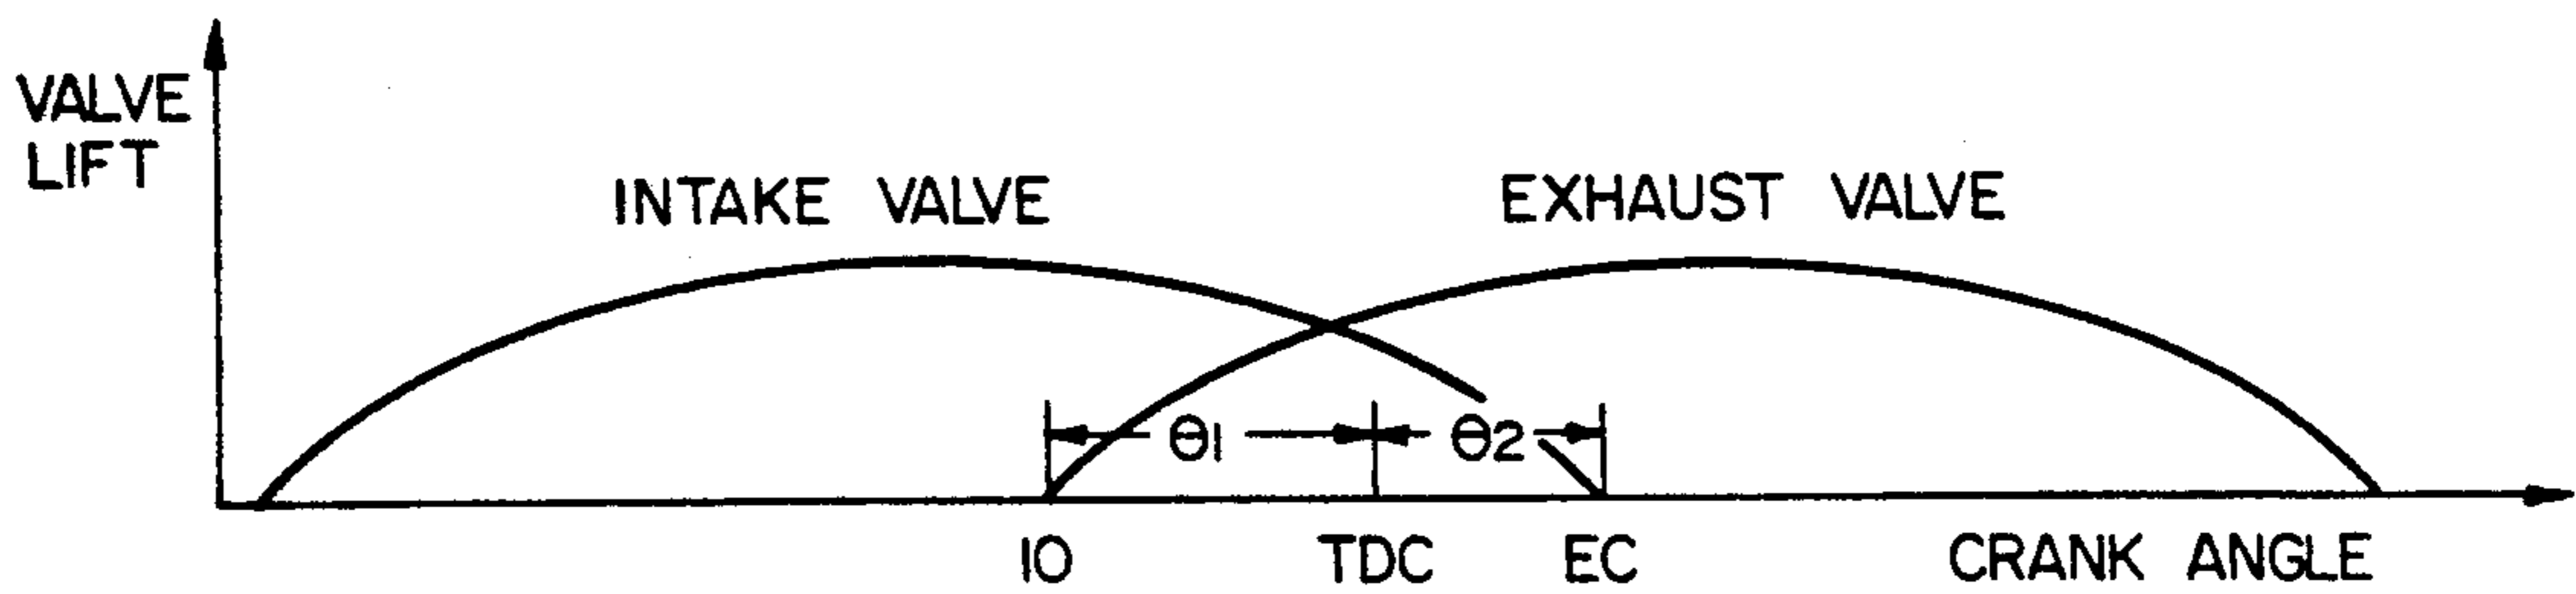 VALVE
LIFT
INTAKE VALVE
EXHAUST VALVE
θ1
θ2
IO
TDC
EC
CRANK ANGLE